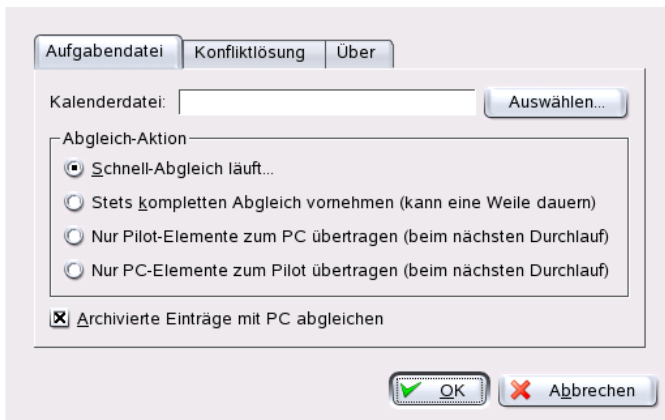 Aufgabendatei Konfliktlösung Über
Kalenderdatei: Auswählen...
Abgleich-Aktion
Schnell-Abgleich läuft...
Stets kompletten Abgleich vornehmen (kann eine Weile dauern)
Nur Pilot-Elemente zum PC übertragen (beim nächsten Durchlauf)
Nur PC-Elemente zum Pilot übertragen (beim nächsten Durchlauf)
Archivierte Einträge mit PC abgleichen
OK Abbrechen